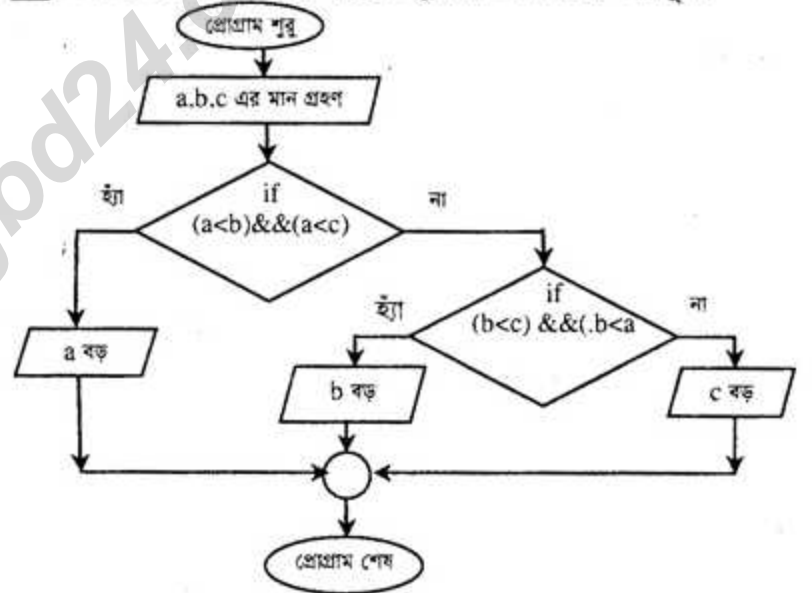 প্রোগ্রাম শুরু
a.b.c এর মান গ্রহণ
হ্যাঁ
if
(a<b)&&(a<c)
না
হ্যাঁ
if
(b<c) &&(.b<a
না
a বড়
b বড়
c বড়
প্রোগ্রাম শেষ